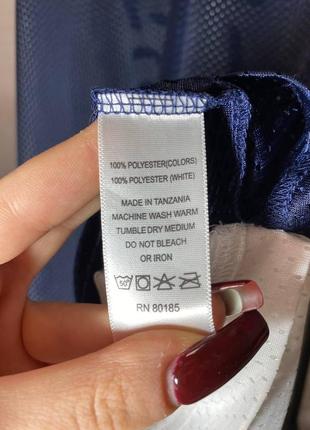 100% POLYESTER(COLORS)
100% POLYESTER (WHITE)
MADE IN TANZANIA
MACHINE WASH WARM
TUMBLE DRY MEDIUM
DO NOT BLEACH
OR IRON
50°
RN 80185